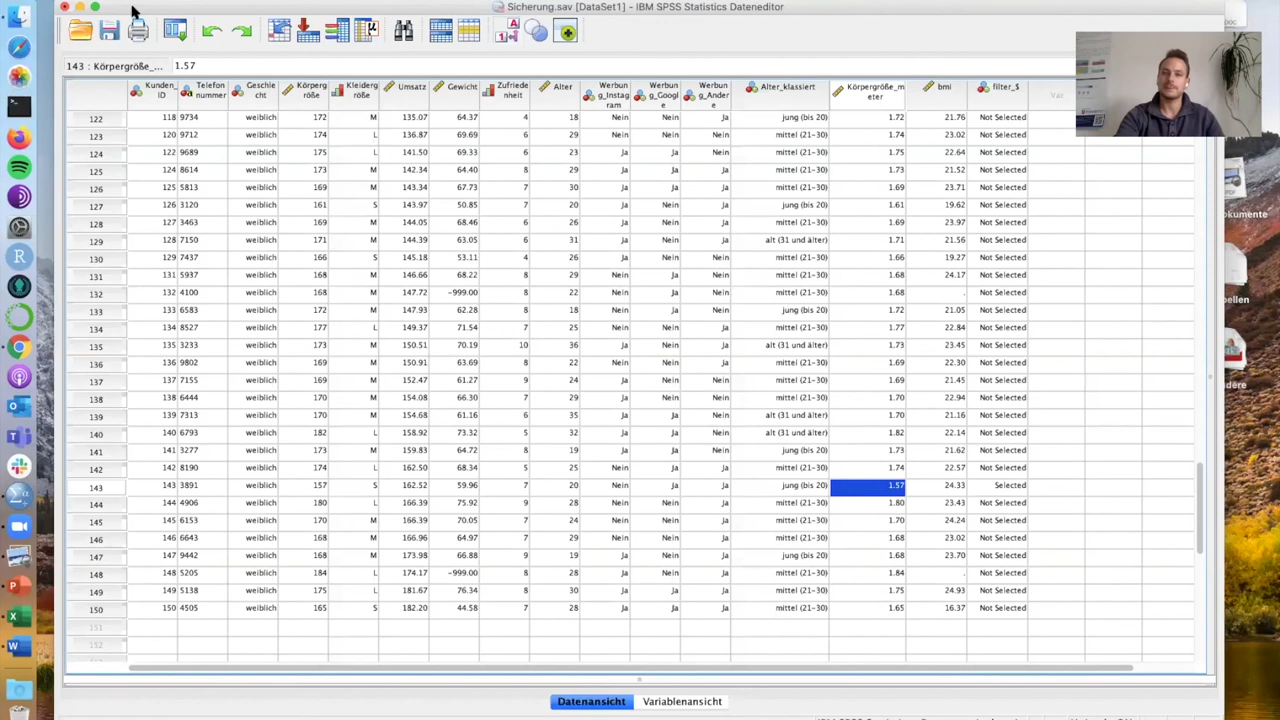 Sicherung.sav [DataSet1] - IBM SPSS Statistics Dateneditor
143 : Körpergröße_... 1.57
Kunden_ID Telefonnummer Geschlecht Körpergröße Kleidergröße Umsatz Gewicht Zufriedenheit Alter Werbung_Instagram Werbung_Google Werbung_Andere Alter_klassiert Körpergröße_meter bmi filter_$ Var
122 118 9734 weiblich 172 M 135.07 64.37 4 18 Nein Nein Ja jung (bis 20) 1.72 21.76 Not Selected
123 120 9712 weiblich 174 L 136.87 69.69 6 29 Nein Nein Ja mittel (21-30) 1.74 23.02 Not Selected
124 122 9689 weiblich 175 L 141.50 69.33 6 23 Ja Ja Nein mittel (21-30) 1.75 22.64 Not Selected
125 124 8614 weiblich 173 M 142.34 64.40 8 29 Ja Nein Ja mittel (21-30) 1.73 21.52 Not Selected
126 125 5813 weiblich 169 M 143.34 67.73 7 30 Ja Nein Nein mittel (21-30) 1.69 23.71 Not Selected
127 126 3120 weiblich 161 S 143.97 50.85 7 20 Ja Nein Nein jung (bis 20) 1.61 19.62 Not Selected
128 127 3463 weiblich 169 M 144.05 68.46 6 28 Ja Nein Ja mittel (21-30) 1.69 23.97 Not Selected
129 128 7150 weiblich 171 M 144.39 63.05 6 31 Ja Nein Ja alt (31 und älter) 1.71 21.56 Not Selected
130 129 7437 weiblich 166 S 145.18 53.11 4 26 Ja Nein Ja mittel (21-30) 1.66 19.27 Not Selected
131 131 5937 weiblich 168 M 146.66 68.22 8 29 Nein Nein Ja mittel (21-30) 1.68 24.17 Not Selected
132 132 4100 weiblich 168 M 147.72 -999.00 8 22 Nein Ja Nein mittel (21-30) 1.68 . Not Selected
133 133 6583 weiblich 172 M 147.93 62.28 8 18 Nein Ja Ja jung (bis 20) 1.72 21.05 Not Selected
134 134 8527 weiblich 177 L 149.37 71.54 7 25 Nein Ja Ja mittel (21-30) 1.77 22.84 Not Selected
135 135 3233 weiblich 173 M 150.51 70.19 10 36 Nein Ja Ja alt (31 und älter) 1.73 23.45 Not Selected
136 136 9802 weiblich 169 M 150.91 63.69 8 22 Nein Ja Nein mittel (21-30) 1.69 22.30 Not Selected
137 137 7155 weiblich 169 M 152.47 61.27 9 24 Nein Ja Nein mittel (21-30) 1.69 21.45 Not Selected
138 138 6444 weiblich 170 M 154.08 66.30 7 29 Nein Ja Nein mittel (21-30) 1.70 22.94 Not Selected
139 139 7313 weiblich 170 M 154.68 61.16 6 35 Nein Ja Ja alt (31 und älter) 1.70 21.16 Not Selected
140 140 6793 weiblich 182 L 158.92 73.32 5 32 Ja Ja Nein alt (31 und älter) 1.82 22.14 Not Selected
141 141 3277 weiblich 173 M 159.83 64.72 8 19 Nein Ja Nein jung (bis 20) 1.73 21.62 Not Selected
142 142 8190 weiblich 174 L 162.50 68.34 5 25 Nein Nein Ja mittel (21-30) 1.74 22.57 Not Selected
143 143 3891 weiblich 157 S 162.52 59.96 7 20 Nein Ja Ja jung (bis 20) 1.57 24.33 Selected
144 144 4906 weiblich 180 L 166.39 75.92 9 28 Nein Nein Ja mittel (21-30) 1.80 23.43 Not Selected
145 145 6153 weiblich 170 M 166.39 70.05 7 24 Nein Nein Ja mittel (21-30) 1.70 24.24 Not Selected
146 146 6643 weiblich 168 M 166.96 64.97 7 29 Nein Nein Ja mittel (21-30) 1.68 23.02 Not Selected
147 147 9442 weiblich 168 M 173.98 66.88 9 19 Ja Nein Ja jung (bis 20) 1.68 23.70 Not Selected
148 148 5205 weiblich 184 L 174.17 -999.00 8 28 Ja Nein Ja mittel (21-30) 1.84 . Not Selected
149 149 5138 weiblich 175 L 181.67 76.34 8 30 Ja Ja Ja mittel (21-30) 1.75 24.93 Not Selected
150 150 4505 weiblich 165 S 182.20 44.58 7 28 Ja Ja Ja mittel (21-30) 1.65 16.37 Not Selected
151
152
Datenansicht Variablenansicht